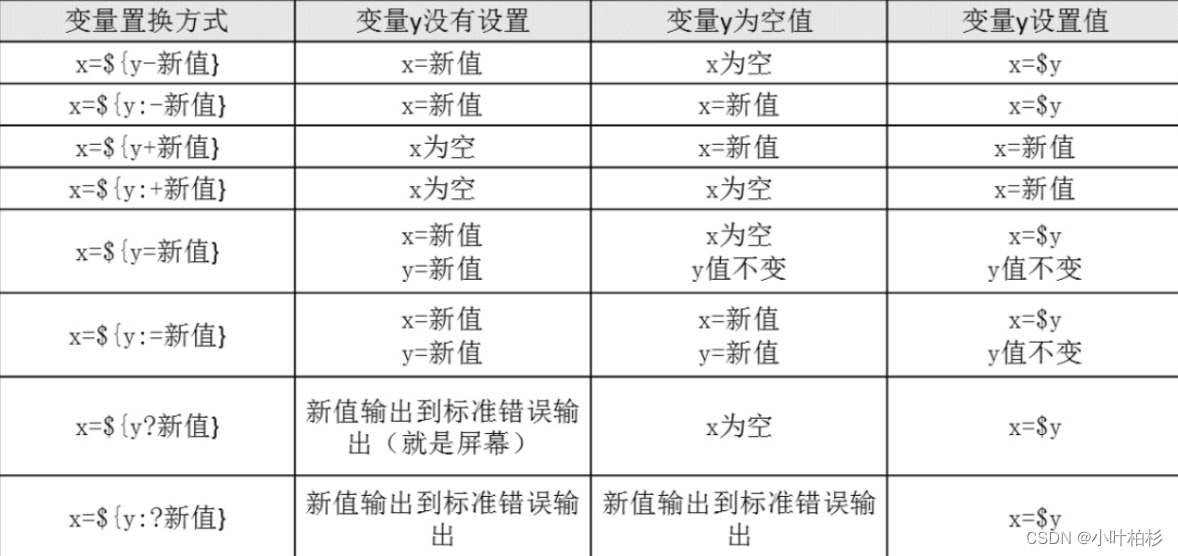 变量置换方式 变量y没有设置 变量y为空值 变量y设置值
x=${y-新值} x=新值 x为空 x=$y
x=${y:-新值} x=新值 x=新值 x=$y
x=${y+新值} x为空 x=新值 x=新值
x=${y:+新值} x为空 x为空 x=新值
x=${y=新值} x=新值 x为空 x=$y
y=新值 y值不变 y值不变
x=${y:=新值} x=新值 x=新值 x=$y
y=新值 y=新值 y值不变
x=${y?新值} 新值输出到标准错误输 x为空 x=$y
出（就是屏幕）
x=${y:?新值} 新值输出到标准错误输 新值输出到标准错误输 x=$y
出 出
CSDN @小叶柏杉